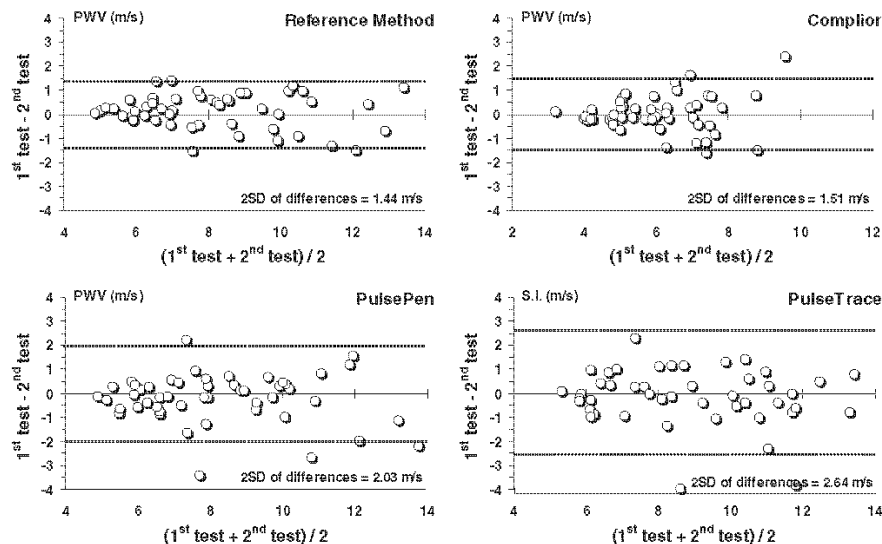 PWV (m/s) Reference Method
4
3
2
1
0
-1
-2
-3
-4
1st test - 2nd test
2SD of differences = 1.44 m/s
4 6 8 10 12 14
(1st test + 2nd test) / 2
PWV (m/s) Complior
4
3
2
1
0
-1
-2
-3
-4
1st test - 2nd test
2SD of differences = 1.51 m/s
2 4 6 8 10 12
(1st test + 2nd test) / 2
PWV (m/s) PulsePen
4
3
2
1
0
-1
-2
-3
-4
1st test - 2nd test
2SD of differences = 2.03 m/s
4 6 8 10 12 14
(1st test + 2nd test) / 2
S.I. (m/s) PulseTrace
4
3
2
1
0
-1
-2
-3
-4
1st test - 2nd test
2SD of differences = 2.64 m/s
4 6 8 10 12 14
(1st test + 2nd test) / 2